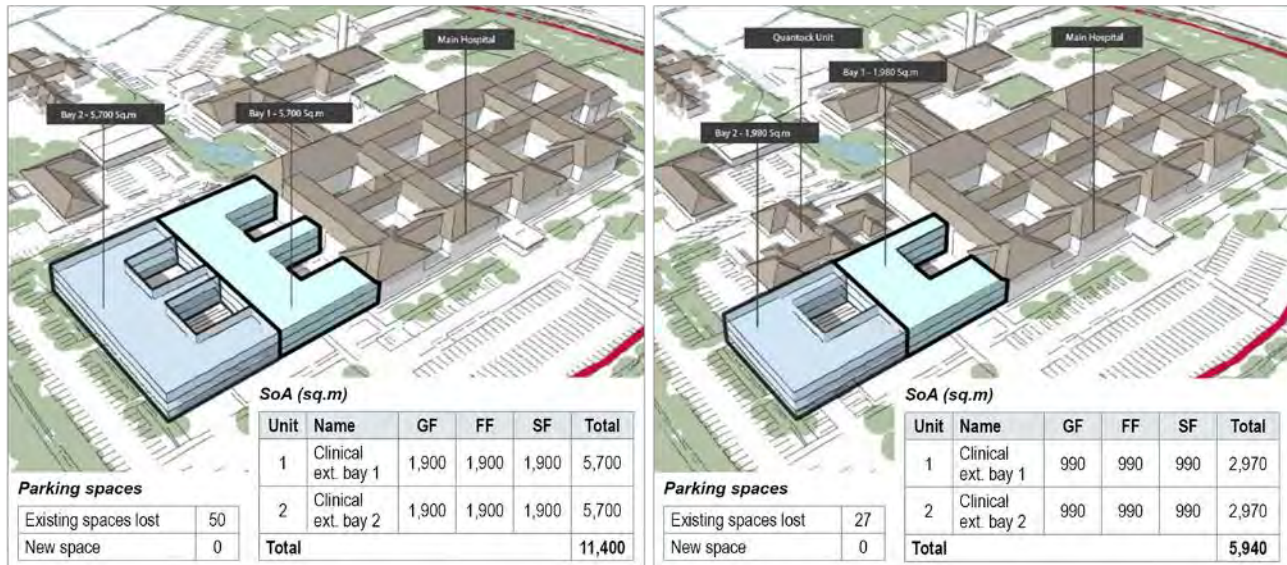 Main Hospital
Bay 2 - 5,700 Sq.m
Bay 1 - 5,700 Sq.m
SoA (sq.m)
Unit Name GF FF SF Total
1 Clinical ext. bay 1 1,900 1,900 1,900 5,700
2 Clinical ext. bay 2 1,900 1,900 1,900 5,700
Total 11,400
Parking spaces
Existing spaces lost 50
New space 0
Quantock Unit
Main Hospital
Bay 1 - 1,980 Sq.m
Bay 2 - 1,980 Sq.m
SoA (sq.m)
Unit Name GF FF SF Total
1 Clinical ext. bay 1 990 990 990 2,970
2 Clinical ext. bay 2 990 990 990 2,970
Total 5,940
Parking spaces
Existing spaces lost 27
New space 0